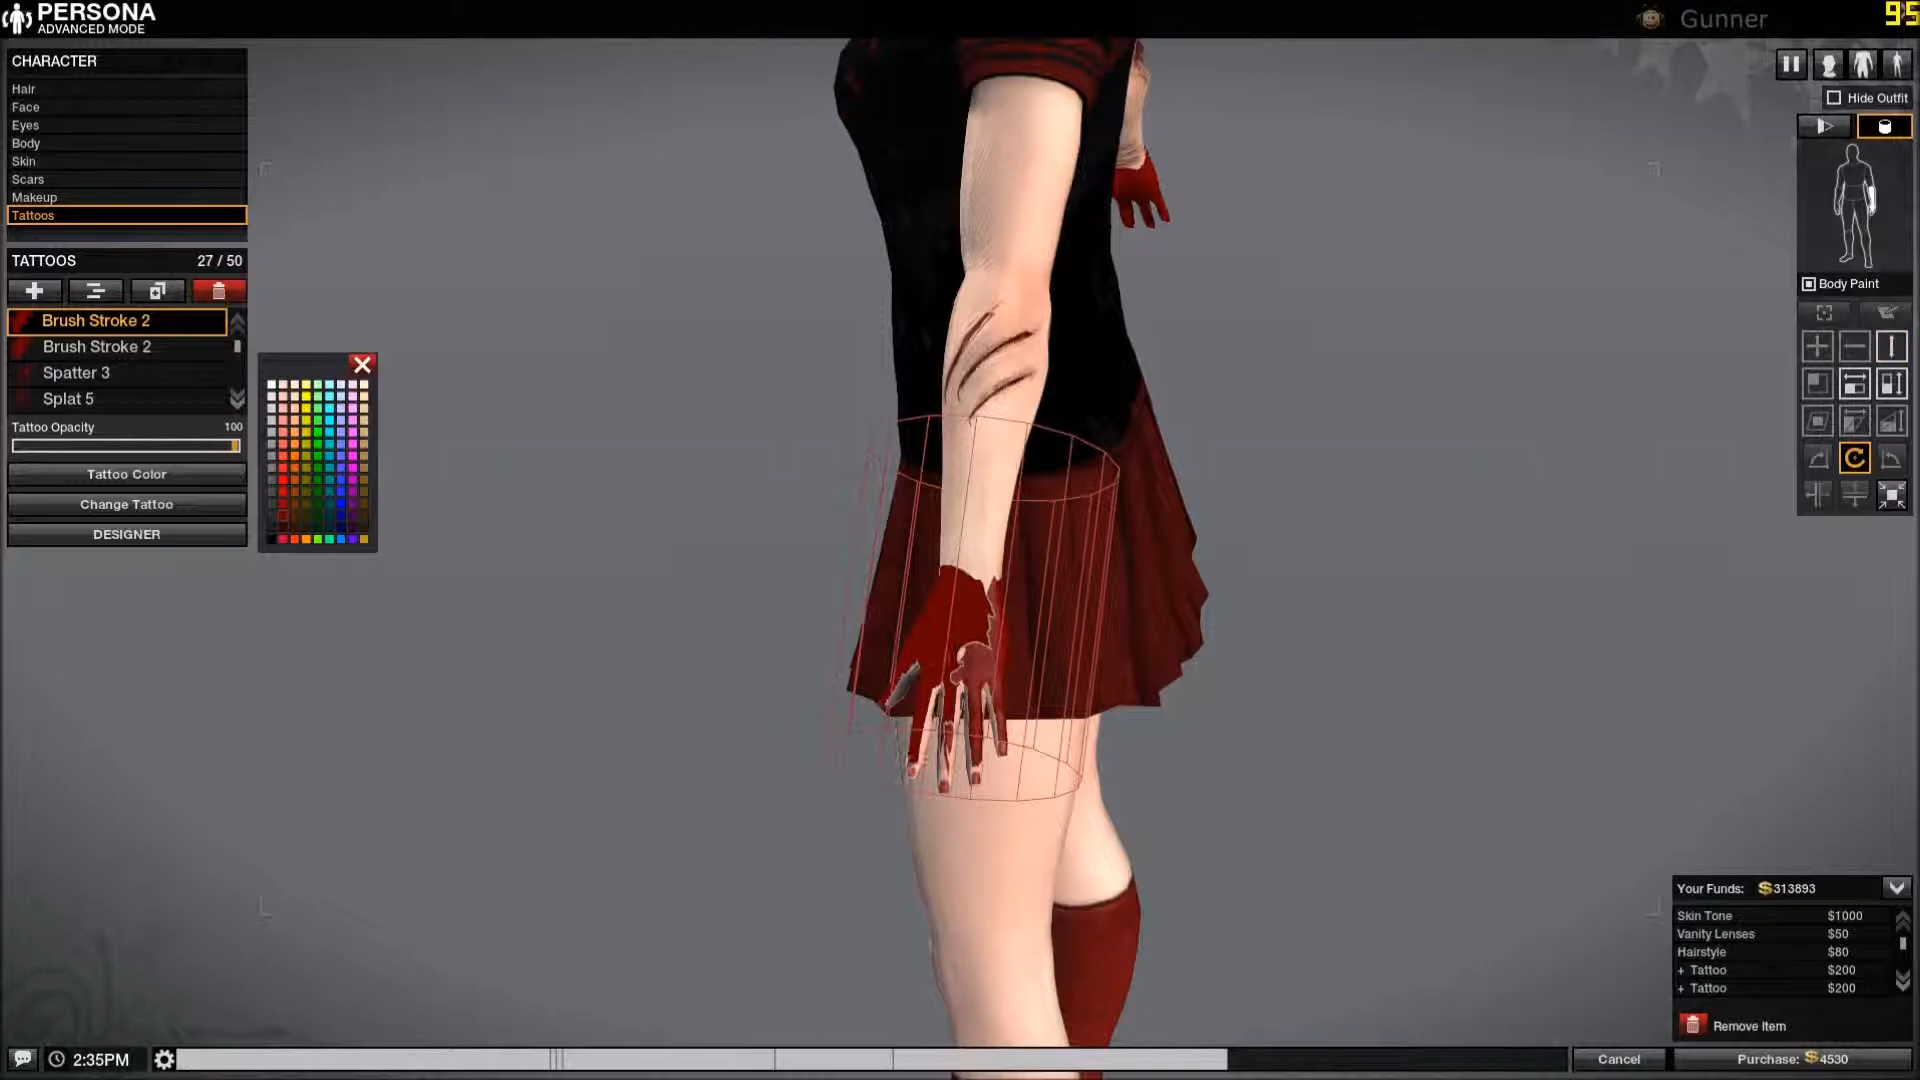 PERSONA
ADVANCED MODE
Gunner
95
CHARACTER
Hair
Face
Eyes
Body
Skin
Scars
Makeup
Tattoos
TATTOOS 27 / 50
Brush Stroke 2
Brush Stroke 2
Spatter 3
Splat 5
Tattoo Opacity 100
Tattoo Color
Change Tattoo
DESIGNER
Hide Outfit
Body Paint
Your Funds: $313893
Skin Tone $1000
Vanity Lenses $50
Hairstyle $80
+ Tattoo $200
+ Tattoo $200
Remove Item
2:35PM
Cancel
Purchase: $4530